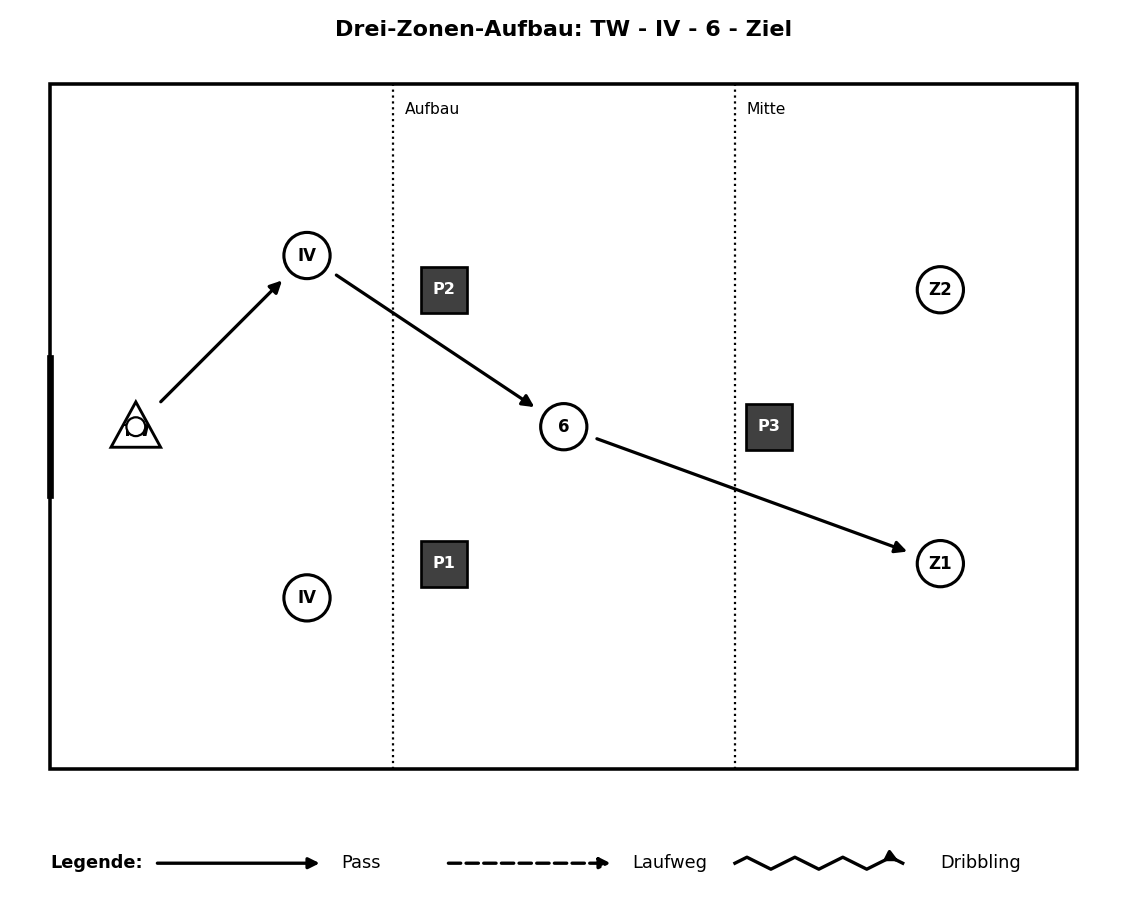 Drei-Zonen-Aufbau: TW - IV - 6 - Ziel
Aufbau
Mitte
IV
P2
Z2
6
P3
P1
Z1
IV
Legende:
Pass
Laufweg
Dribbling